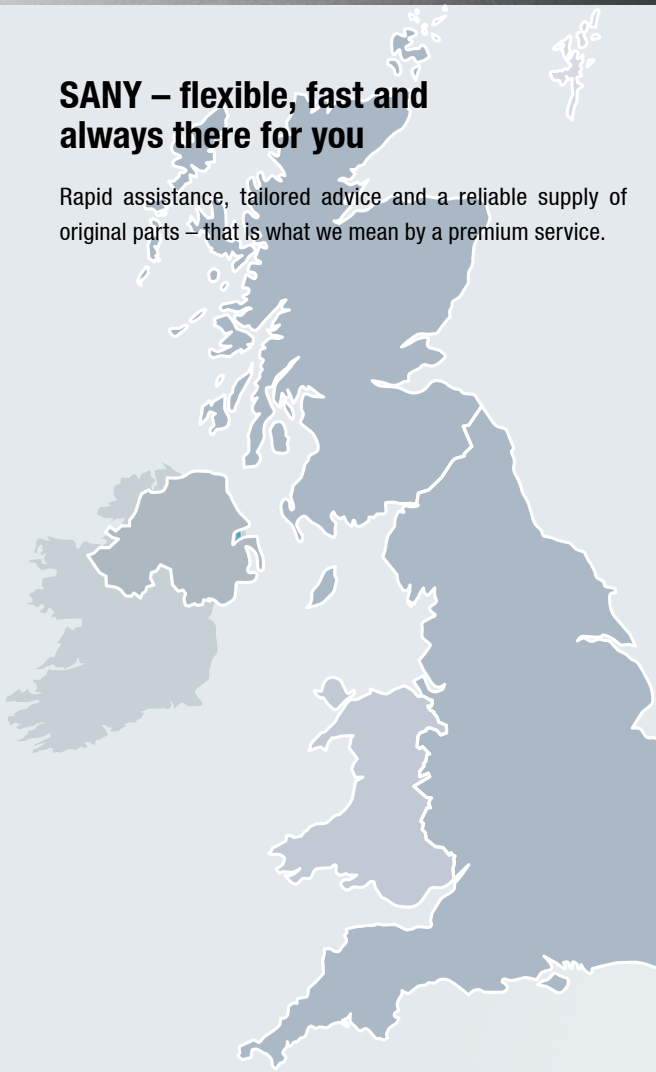 SANY – flexible, fast and
always there for you
Rapid assistance, tailored advice and a reliable supply of
original parts – that is what we mean by a premium service.